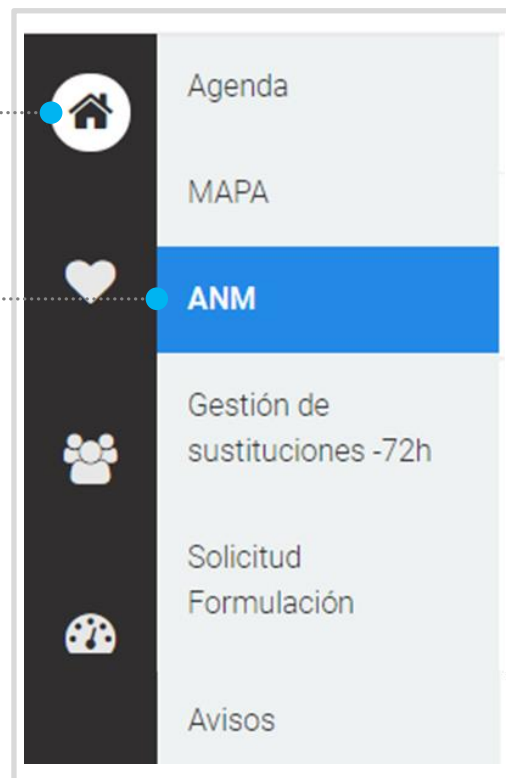 Agenda
MAPA
ANM
Gestión de
sustituciones -72h
Solicitud
Formulación
Avisos